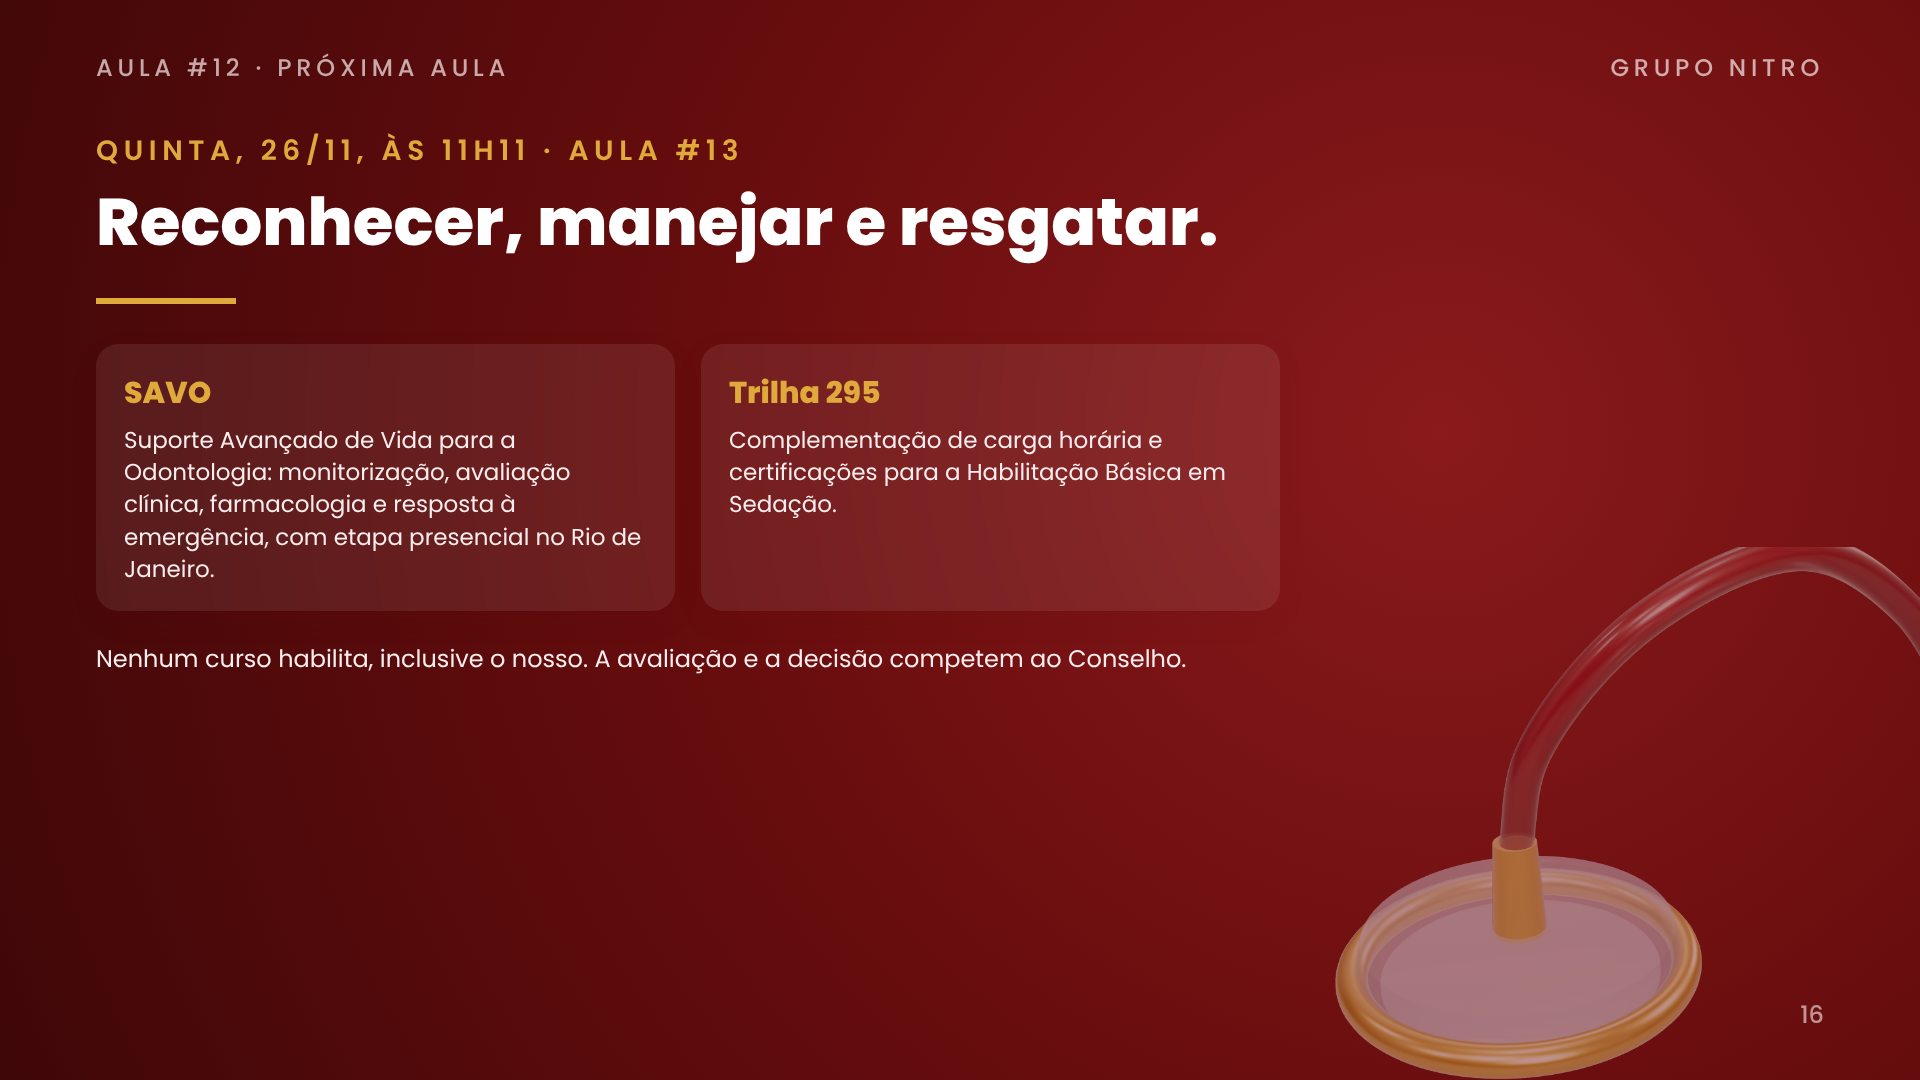 AULA #12 · PRÓXIMA AULA
GRUPO NITRO
QUINTA, 26/11, ÀS 11H11 · AULA #13
Reconhecer, manejar e resgatar.
SAVO
Suporte Avançado de Vida para a
Odontologia: monitorização, avaliação
clínica, farmacologia e resposta à
emergência, com etapa presencial no Rio de
Janeiro.
Trilha 295
Complementação de carga horária e
certificações para a Habilitação Básica em
Sedação.
Nenhum curso habilita, inclusive o nosso. A avaliação e a decisão competem ao Conselho.
16